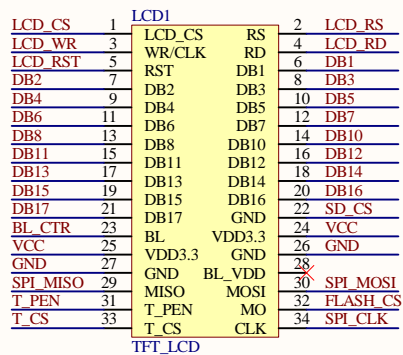 LCD1
LCD_CS 1 LCD_CS RS 2 LCD_RS
LCD_WR 3 WR/CLK RD 4 LCD_RD
LCD_RST 5 RST DB1 6 DB1
DB2 7 DB2 DB3 8 DB3
DB4 9 DB4 DB5 10 DB5
DB6 11 DB6 DB7 12 DB7
DB8 13 DB8 DB10 14 DB10
DB11 15 DB11 DB12 16 DB12
DB13 17 DB13 DB14 18 DB14
DB15 19 DB15 DB16 20 DB16
DB17 21 DB17 GND 22 SD_CS
BL_CTR 23 BL VDD3.3 24 VCC
VCC 25 VDD3.3 GND 26 GND
GND 27 GND BL_VDD 28
SPI_MISO 29 MISO MOSI 30 SPI_MOSI
T_PEN 31 T_PEN MO 32 FLASH_CS
T_CS 33 T_CS CLK 34 SPI_CLK
TFT_LCD